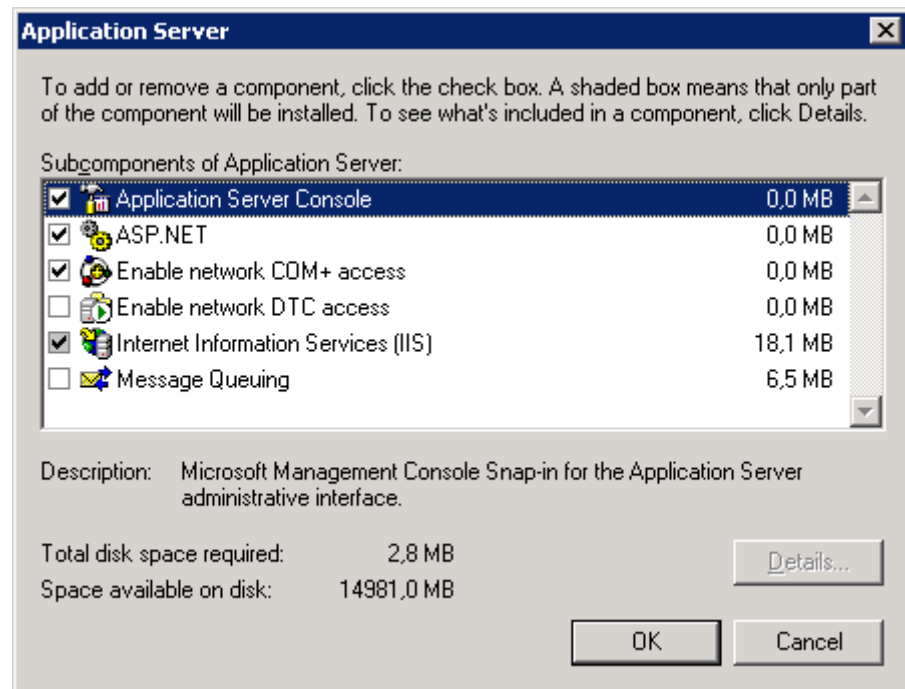 Application Server
To add or remove a component, click the check box. A shaded box means that only part
of the component will be installed. To see what's included in a component, click Details.
Subcomponents of Application Server:
Application Server Console 0,0 MB
ASP.NET 0,0 MB
Enable network COM+ access 0,0 MB
Enable network DTC access 0,0 MB
Internet Information Services (IIS) 18,1 MB
Message Queuing 6,5 MB
Description: Microsoft Management Console Snap-in for the Application Server
administrative interface.
Total disk space required: 2,8 MB
Space available on disk: 14981,0 MB
Details...
OK Cancel